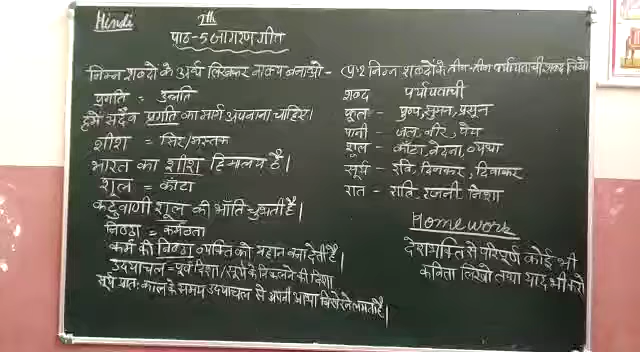 Hindi
IIIth
पाठ-5 जागरण गीत
निम्न शब्दों के अर्थ लिखकर वाक्य बनाओ -
प्रगति = उन्नति
हमें सदैव प्रगति का मार्ग अपनाना चाहिए।
शीश = सिर/मस्तक
भारत का शीश हिमालय है।
शूल = काँटा
कटुवाणी शूल की भाँति चुभती है।
निष्ठा = कर्मठता
कर्म की निष्ठा व्यक्ति को महान बना देती है।
उदयाचल = पूर्व दिशा/सूर्य के निकलने की दिशा
सूर्य प्रातः काल के समय उदयाचल से अपनी आभा बिखेरने लगता है।
प्र०2 निम्न शब्दों के तीन-तीन पर्यायवाची शब्द लिखो
शब्द पर्यायवाची
फूल - पुष्प, सुमन, प्रसून
पानी - जल, नीर, पेय
शूल - काँटा, वेदना, व्यथा
सूर्य - रवि, दिनकर, दिवाकर
रात - रात्रि, रजनी, निशा
Homework
देशभक्ति से परिपूर्ण कोई भी
कविता लिखो तथा याद भी करो